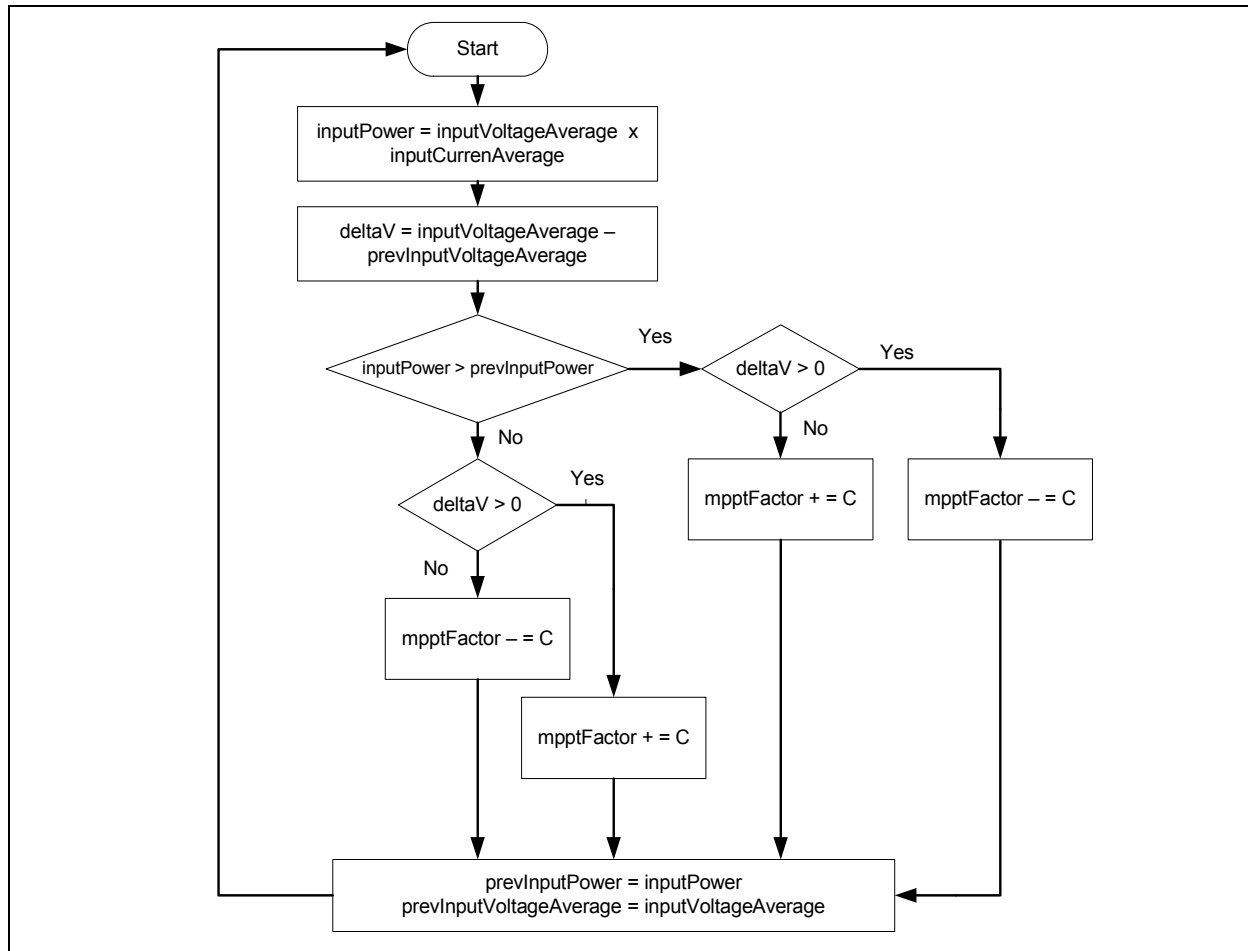 Start
inputPower = inputVoltageAverage x
inputCurrenAverage
deltaV = inputVoltageAverage –
prevInputVoltageAverage
inputPower > prevInputPower
Yes
deltaV > 0
Yes
No
No
mpptFactor + = C
mpptFactor – = C
deltaV > 0
Yes
No
mpptFactor – = C
mpptFactor + = C
prevInputPower = inputPower
prevInputVoltageAverage = inputVoltageAverage